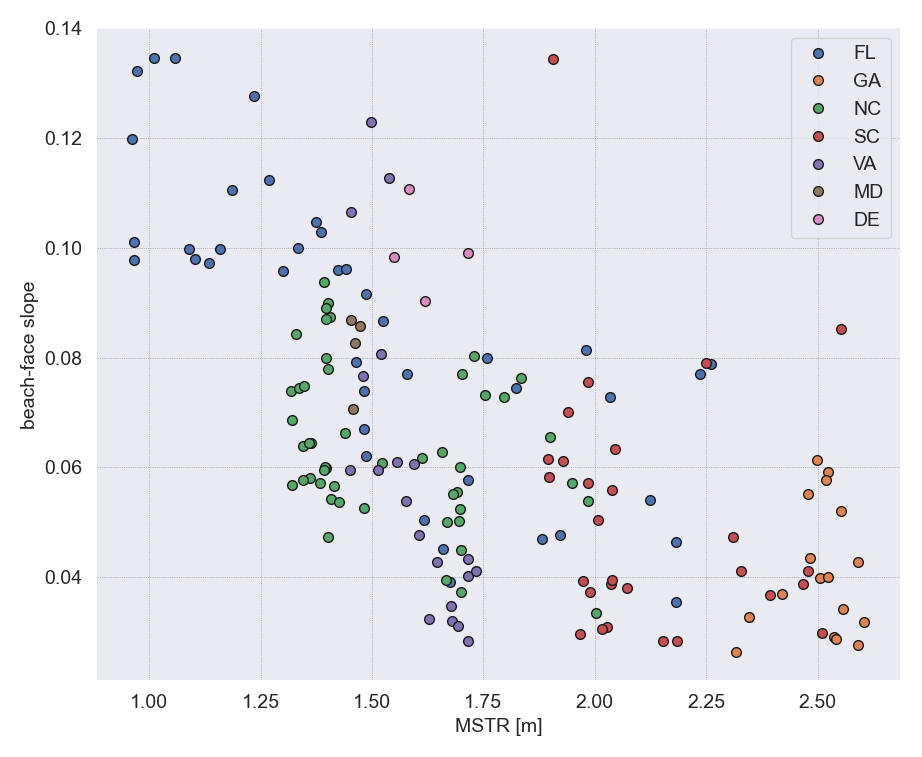 0.14
0.12
0.10
0.08
0.06
0.04
beach-face slope
FL
GA
NC
SC
VA
MD
DE
1.00 1.25 1.50 1.75 2.00 2.25 2.50
MSTR [m]